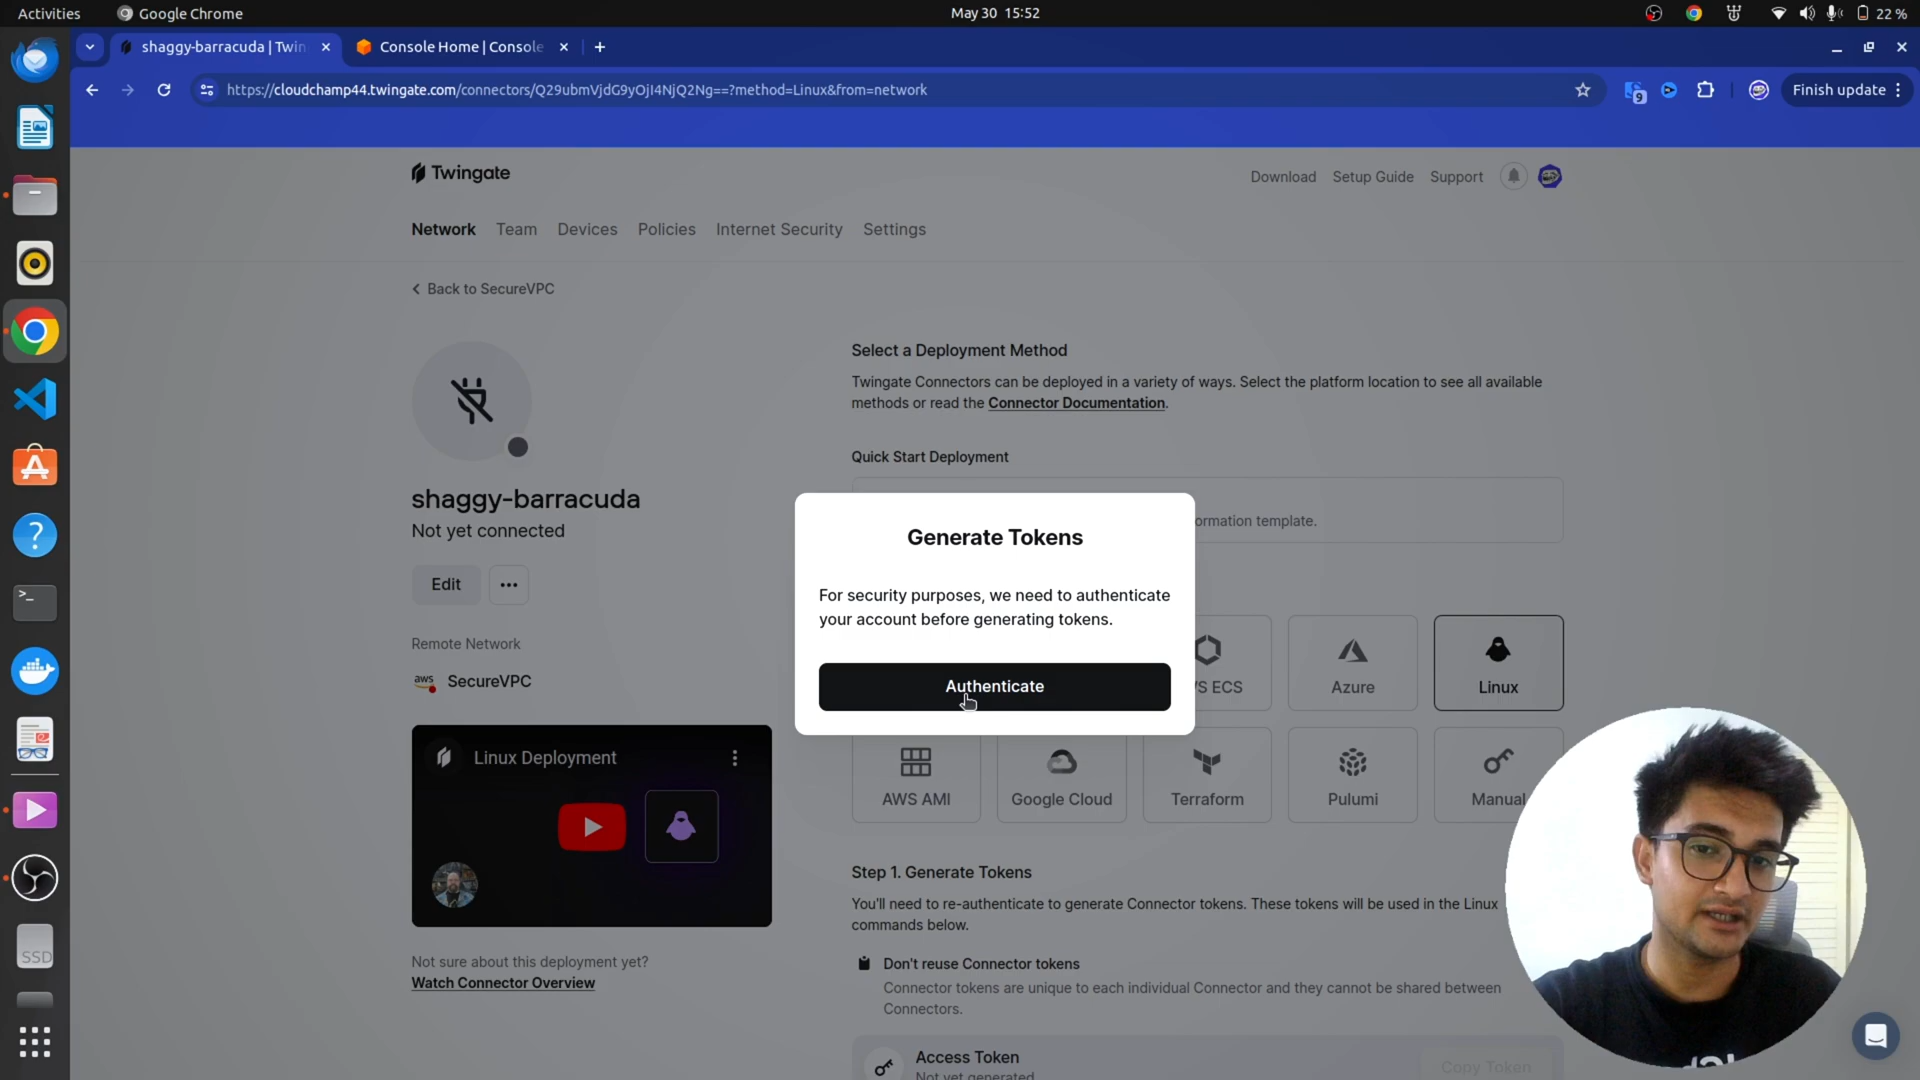 Activities
Google Chrome
May 30 15:52
22 %
shaggy-barracuda | Twin
Console Home | Console
https://cloudchamp44.twingate.com/connectors/Q29ubmVjdG9yOjI4NjQ2Ng==?method=Linux&from=network
9
Finish update
Twingate
Download
Setup Guide
Support
Network
Team
Devices
Policies
Internet Security
Settings
Back to SecureVPC
shaggy-barracuda
Not yet connected
Edit
Remote Network
aws
SecureVPC
Linux Deployment
Not sure about this deployment yet?
Watch Connector Overview
Select a Deployment Method
Twingate Connectors can be deployed in a variety of ways. Select the platform location to see all available
methods or read the Connector Documentation.
Quick Start Deployment
ormation template.
Generate Tokens
For security purposes, we need to authenticate
your account before generating tokens.
Authenticate
S ECS
Azure
Linux
AWS AMI
Google Cloud
Terraform
Pulumi
Manual
Step 1. Generate Tokens
You'll need to re-authenticate to generate Connector tokens. These tokens will be used in the Linux
commands below.
Don't reuse Connector tokens
Connector tokens are unique to each individual Connector and they cannot be shared between
Connectors.
Access Token
Not yet generated
Copy Token
SSD